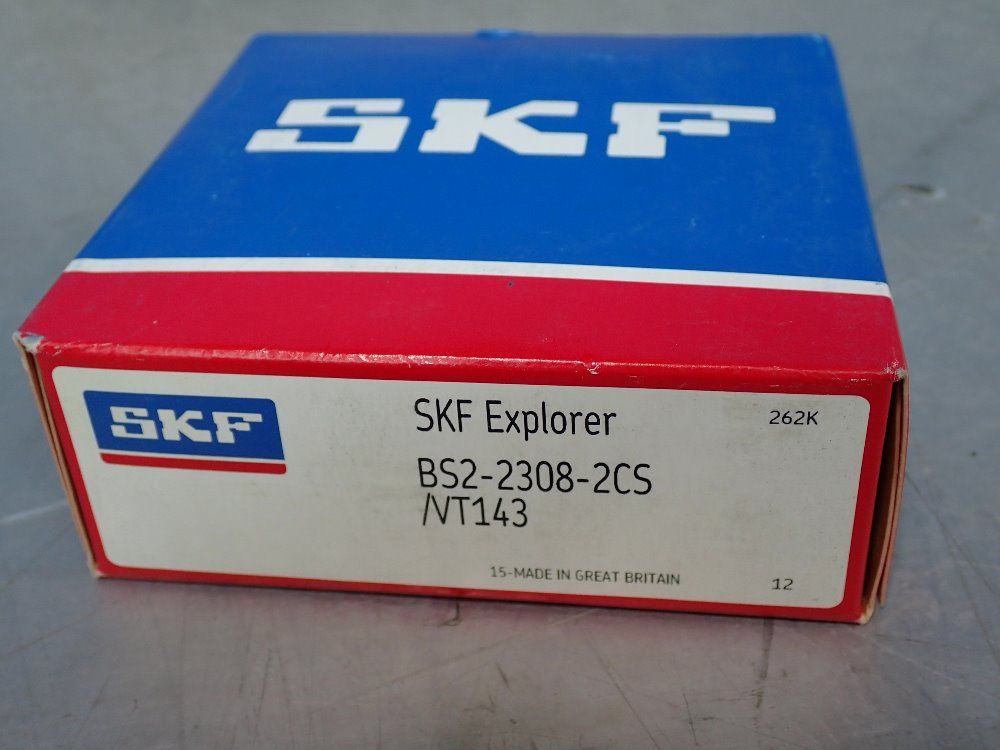 SKF
SKF
SKF Explorer
262K
BS2-2308-2CS
/VT143
15-MADE IN GREAT BRITAIN
12